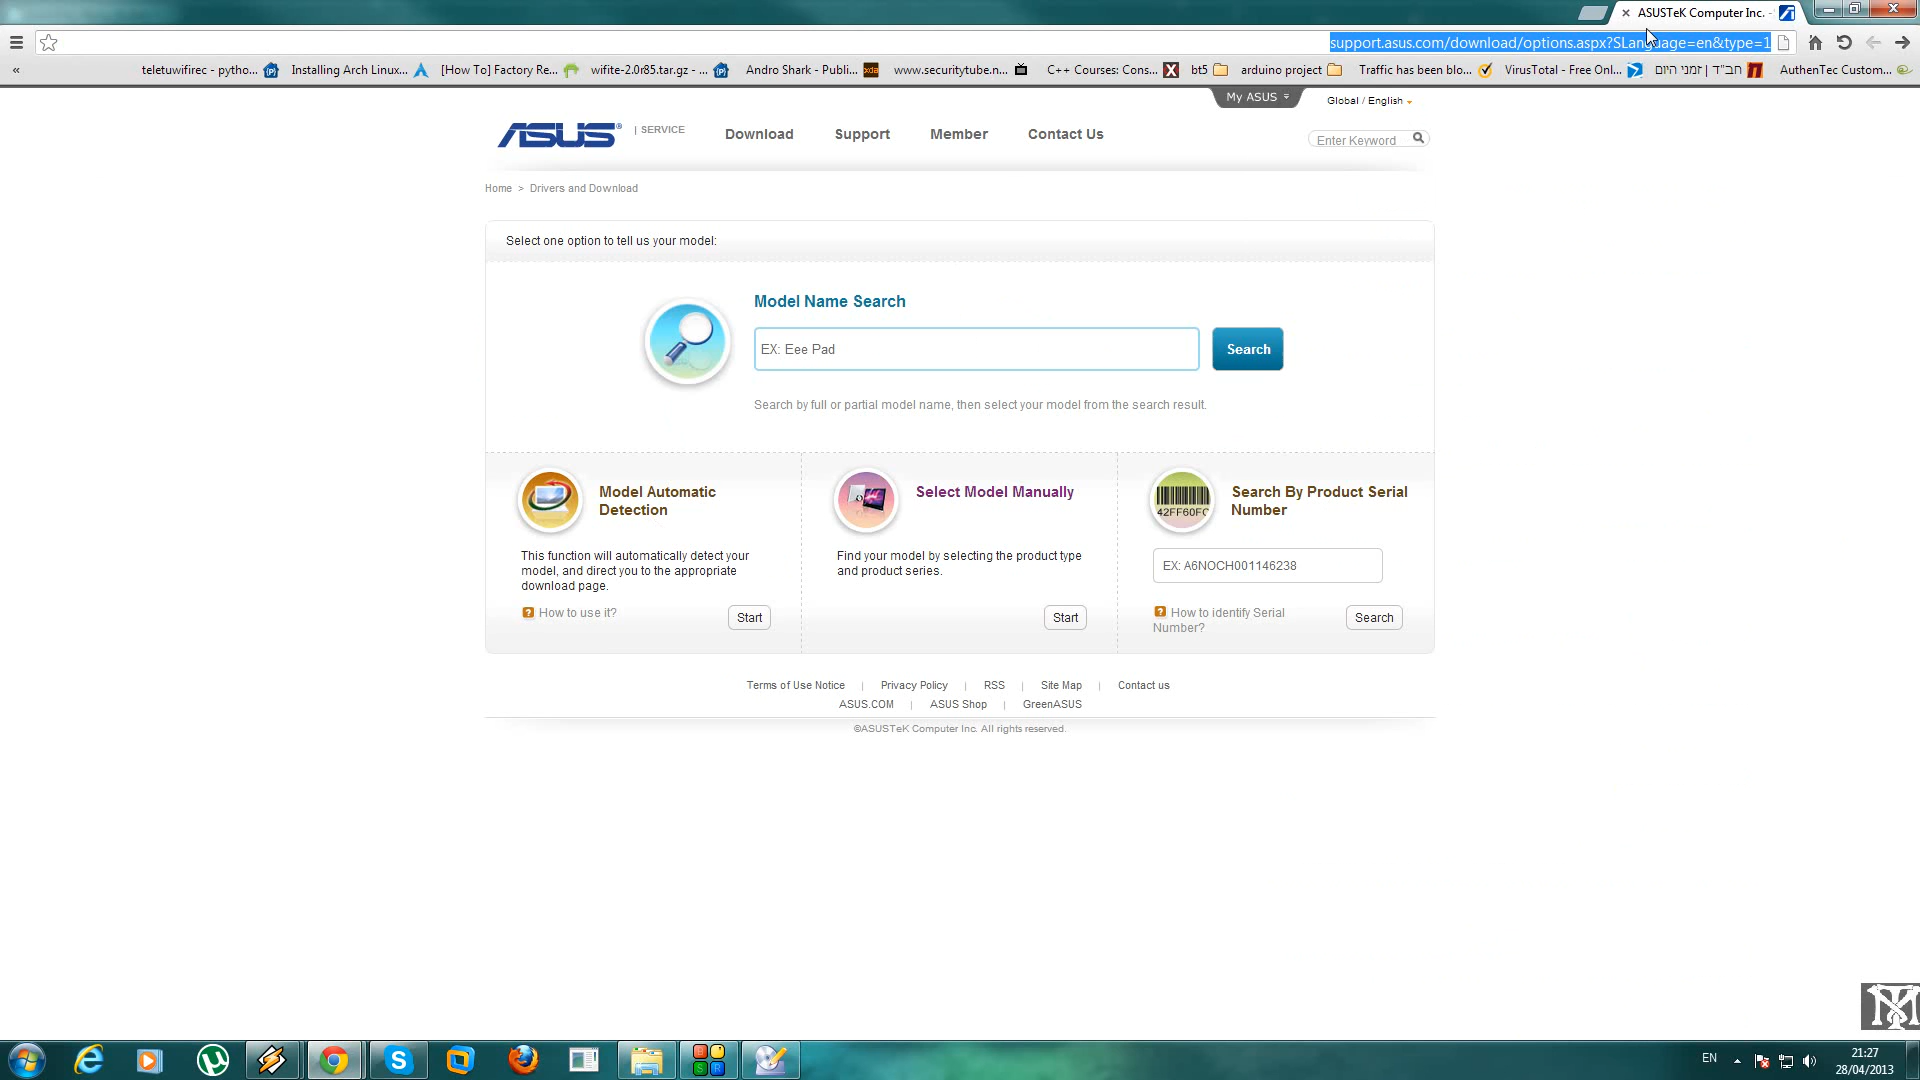 ASUSTeK Computer Inc. -
support.asus.com/download/options.aspx?SLanguage=en&type=1
«
teletuwifirec - pytho...
Installing Arch Linux...
[How To] Factory Re...
wifite-2.0r85.tar.gz - ...
Andro Shark - Publi...
xda
www.securitytube.n...
C++ Courses: Cons...
bt5
arduino project
Traffic has been blo...
VirusTotal - Free Onl...
חב"ד | זמני היום
AuthenTec Custom...
My ASUS
Global / English
ASUS® | SERVICE
Download
Support
Member
Contact Us
Enter Keyword
Home > Drivers and Download
Select one option to tell us your model:
Model Name Search
EX: Eee Pad
Search
Search by full or partial model name, then select your model from the search result.
Model Automatic
Detection
This function will automatically detect your
model, and direct you to the appropriate
download page.
How to use it?
Start
Select Model Manually
Find your model by selecting the product type
and product series.
Start
42FF60F
Search By Product Serial
Number
EX: A6NOCH001146238
How to identify Serial
Number?
Search
Terms of Use Notice | Privacy Policy | RSS | Site Map | Contact us
ASUS.COM | ASUS Shop | GreenASUS
©ASUSTeK Computer Inc. All rights reserved.
EN
21:27
28/04/2013